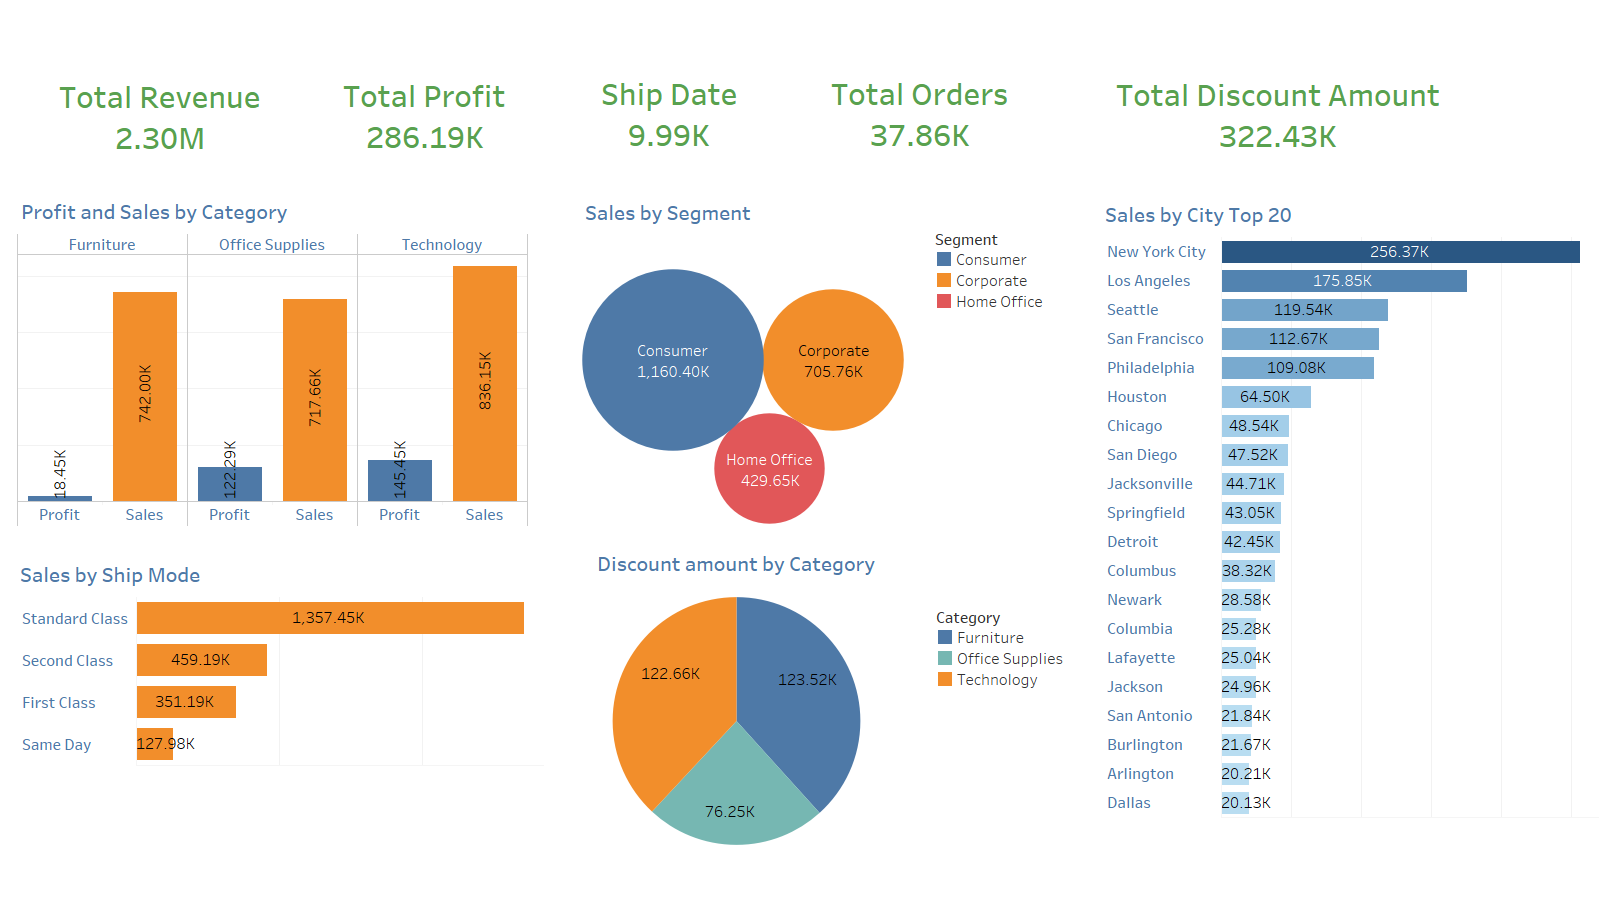 Total Revenue
2.30M
Total Profit
286.19K
Ship Date
9.99K
Total Orders
37.86K
Total Discount Amount
322.43K
Profit and Sales by Category
Furniture
Office Supplies
Technology
18.45K
742.00K
122.29K
717.66K
145.45K
836.15K
Profit
Sales
Profit
Sales
Profit
Sales
Sales by Ship Mode
Standard Class 1,357.45K
Second Class 459.19K
First Class 351.19K
Same Day 127.98K
Sales by Segment
Consumer
1,160.40K
Corporate
705.76K
Home Office
429.65K
Segment
Consumer
Corporate
Home Office
Discount amount by Category
122.66K
123.52K
76.25K
Category
Furniture
Office Supplies
Technology
Sales by City Top 20
New York City 256.37K
Los Angeles 175.85K
Seattle 119.54K
San Francisco 112.67K
Philadelphia 109.08K
Houston 64.50K
Chicago 48.54K
San Diego 47.52K
Jacksonville 44.71K
Springfield 43.05K
Detroit 42.45K
Columbus 38.32K
Newark 28.58K
Columbia 25.28K
Lafayette 25.04K
Jackson 24.96K
San Antonio 21.84K
Burlington 21.67K
Arlington 20.21K
Dallas 20.13K